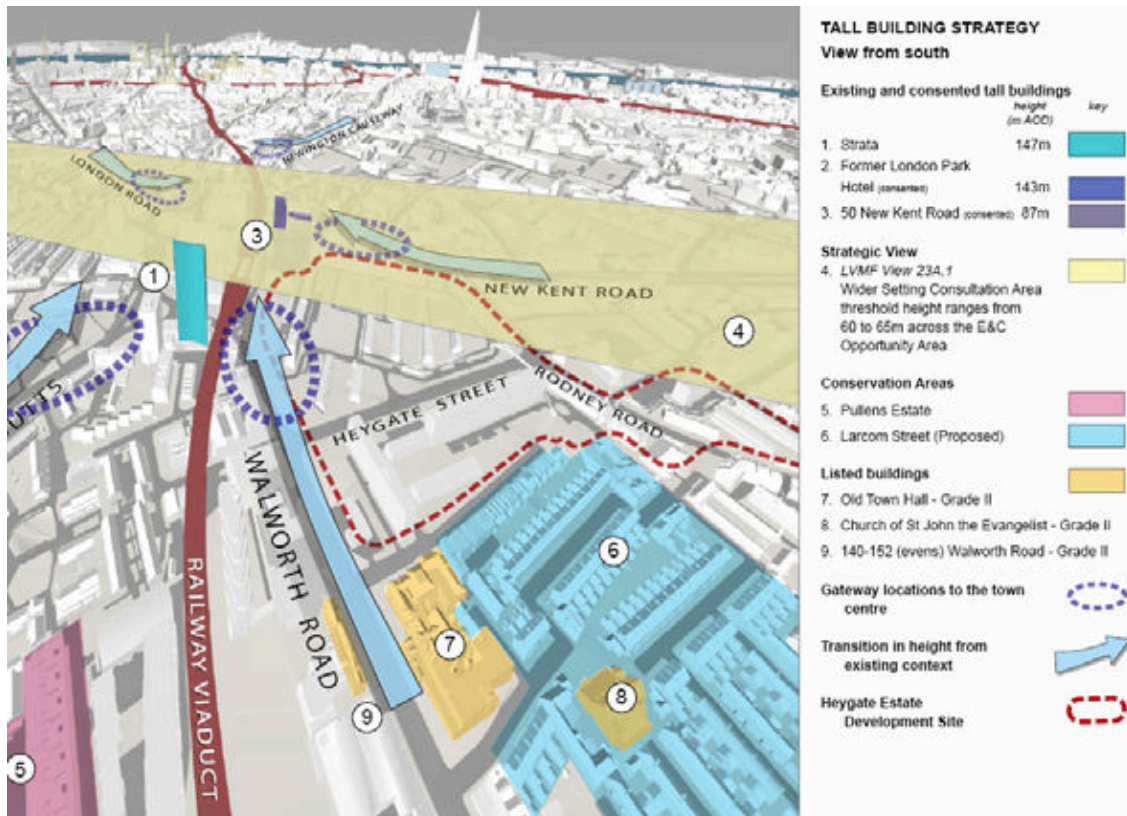 LONDON ROAD
NEWINGTON CAUSEWAY
3
1
NEW KENT ROAD
4
BUTTS
HEYGATE STREET
RODNEY ROAD
WALWORTH ROAD
RAILWAY VIADUCT
6
7
8
9
5
TALL BUILDING STRATEGY
View from south
Existing and consented tall buildings
height key
(m AOD)
1. Strata 147m
2. Former London Park
Hotel (consented) 143m
3. 50 New Kent Road (consented) 87m
Strategic View
4. LVMF View 23A.1
Wider Setting Consultation Area
threshold height ranges from
60 to 65m across the E&C
Opportunity Area
Conservation Areas
5. Pullens Estate
6. Larcom Street (Proposed)
Listed buildings
7. Old Town Hall - Grade II
8. Church of St John the Evangelist - Grade II
9. 140-152 (evens) Walworth Road - Grade II
Gateway locations to the town
centre
Transition in height from
existing context
Heygate Estate
Development Site